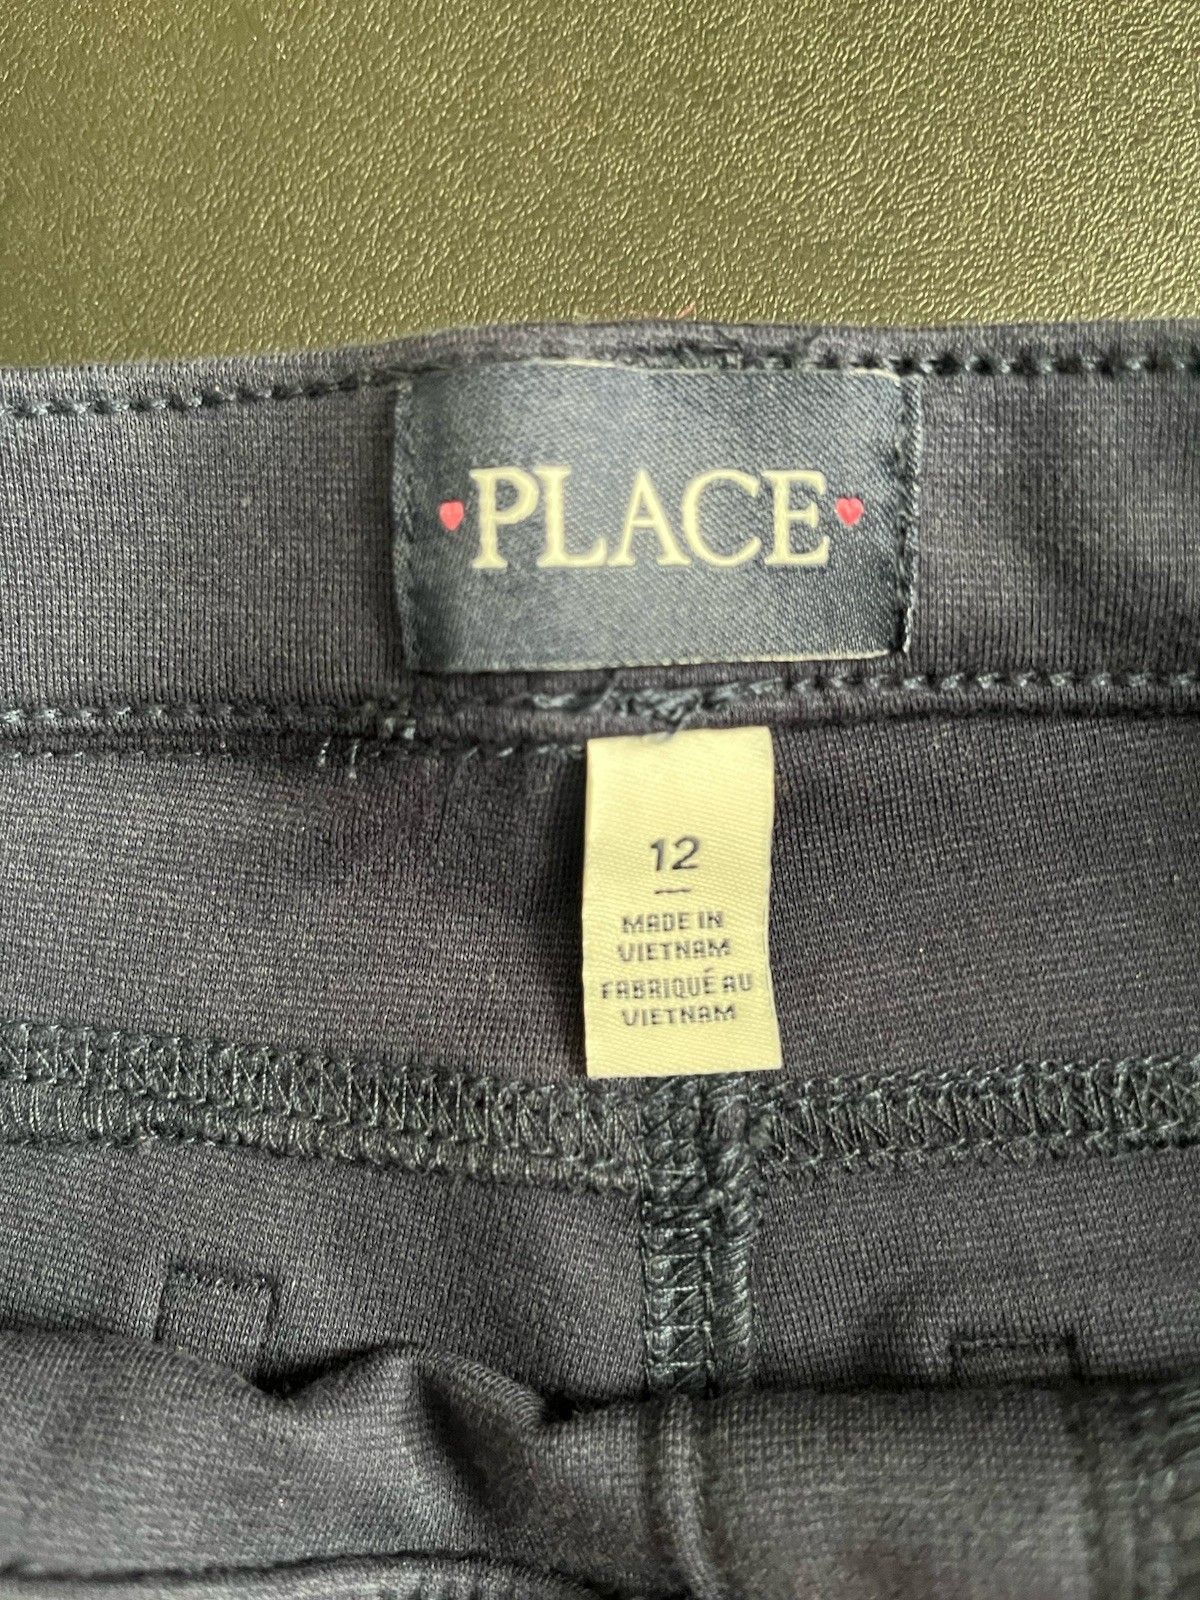 PLACE
12
MADE IN
VIETNAM
FABRIQUÉ AU
VIETNAM